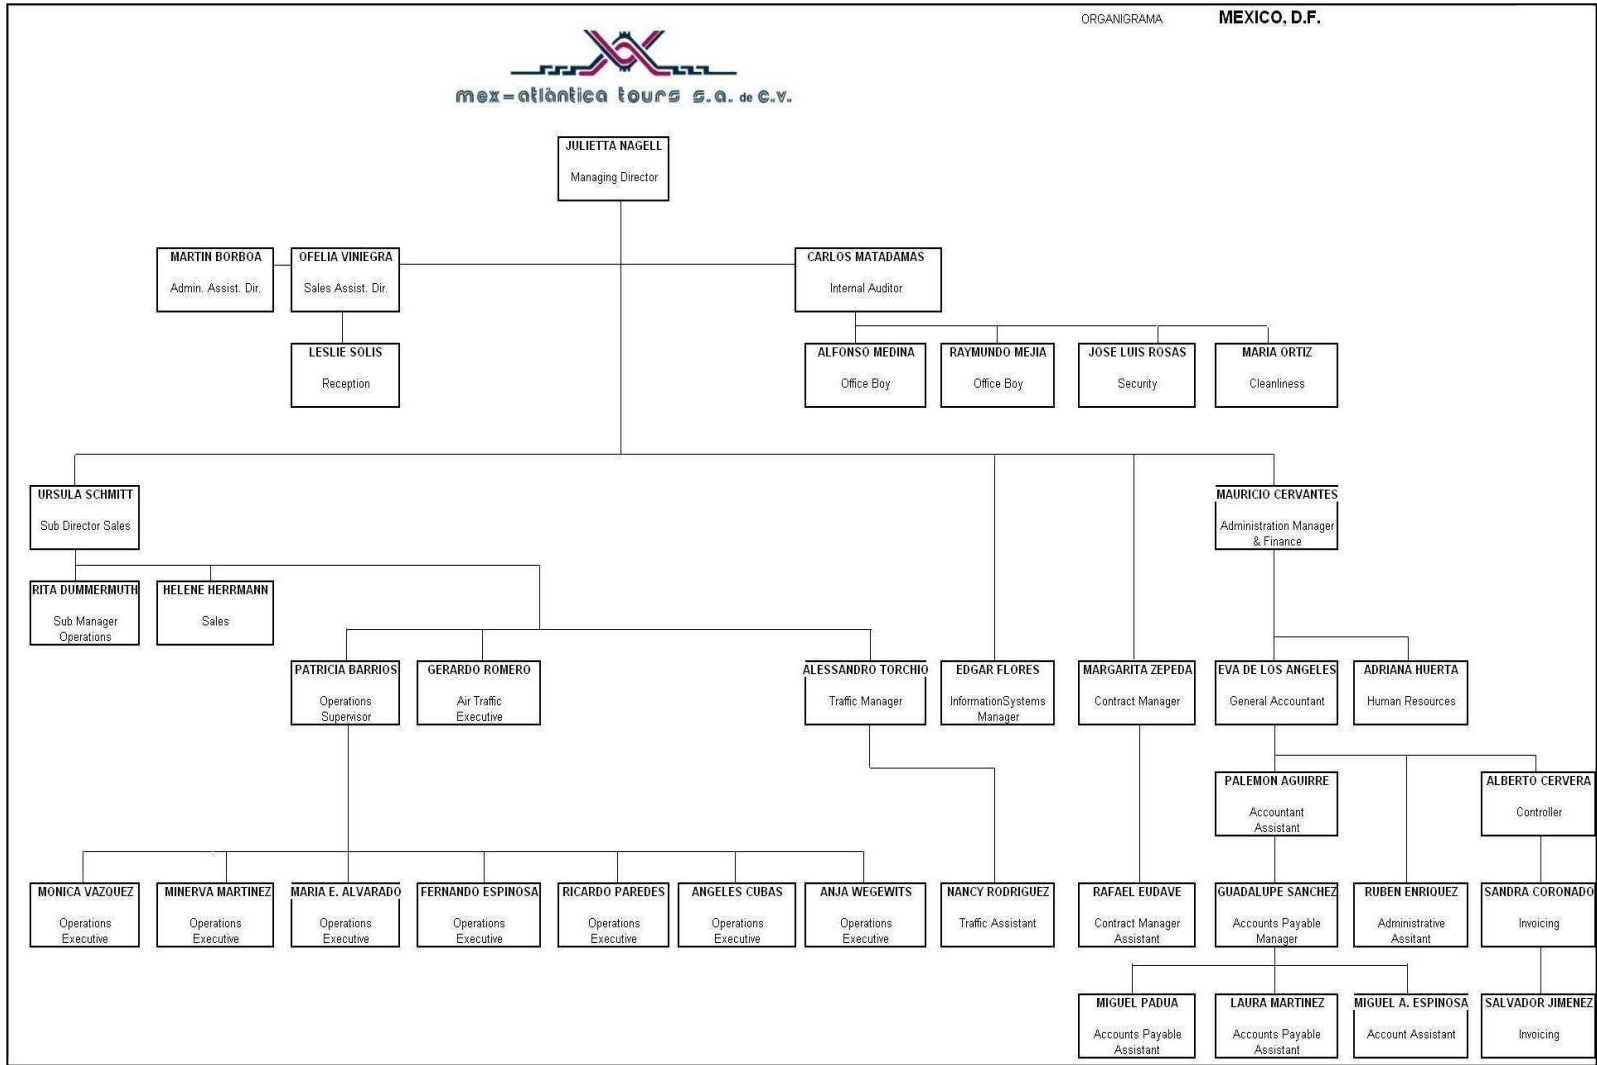 ORGANIGRAMA MEXICO, D.F.
mex-atlàntica tours s.a. de c.v.
JULIETTA NAGELL
Managing Director
MARTIN BORBOA
Admin. Assist. Dir.
OFELIA VINIEGRA
Sales Assist. Dir.
CARLOS MATADAMAS
Internal Auditor
LESLIE SOLIS
Reception
ALFONSO MEDINA
Office Boy
RAYMUNDO MEJIA
Office Boy
JOSE LUIS ROSAS
Security
MARIA ORTIZ
Cleanliness
URSULA SCHMITT
Sub Director Sales
MAURICIO CERVANTES
Administration Manager
& Finance
RITA DUMMERMUTH
Sub Manager
Operations
HELENE HERRMANN
Sales
PATRICIA BARRIOS
Operations
Supervisor
GERARDO ROMERO
Air Traffic
Executive
ALESSANDRO TORCHIO
Traffic Manager
EDGAR FLORES
InformationSystems
Manager
MARGARITA ZEPEDA
Contract Manager
EVA DE LOS ANGELES
General Accountant
ADRIANA HUERTA
Human Resources
PALEMON AGUIRRE
Accountant
Assistant
ALBERTO CERVERA
Controller
MONICA VAZQUEZ
Operations
Executive
MINERVA MARTINEZ
Operations
Executive
MARIA E. ALVARADO
Operations
Executive
FERNANDO ESPINOSA
Operations
Executive
RICARDO PAREDES
Operations
Executive
ANGELES CUBAS
Operations
Executive
ANJA WEGEWITS
Operations
Executive
NANCY RODRIGUEZ
Traffic Assistant
RAFAEL EUDAVE
Contract Manager
Assistant
GUADALUPE SANCHEZ
Accounts Payable
Manager
RUBEN ENRIQUEZ
Administrative
Assitant
SANDRA CORONADO
Invoicing
MIGUEL PADUA
Accounts Payable
Assistant
LAURA MARTINEZ
Accounts Payable
Assistant
MIGUEL A. ESPINOSA
Account Assistant
SALVADOR JIMENEZ
Invoicing